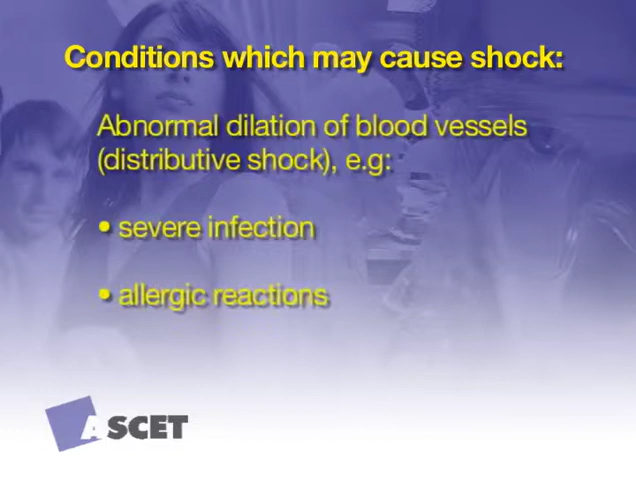 Conditions which may cause shock:
Abnormal dilation of blood vessels
(distributive shock), e.g:
• severe infection
• allergic reactions
ASCET